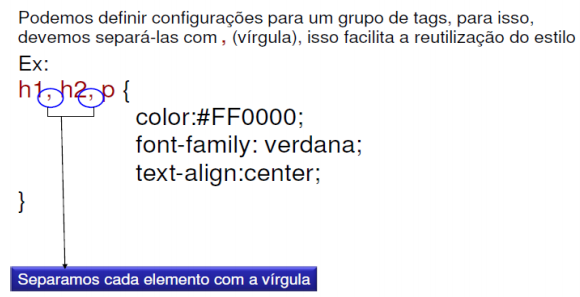 Podemos definir configurações para um grupo de tags, para isso,
devemos separá-las com , (vírgula), isso facilita a reutilização do estilo
Ex:
h1, h2, p {
color:#FF0000;
font-family: verdana;
text-align:center;
}
Separamos cada elemento com a vírgula